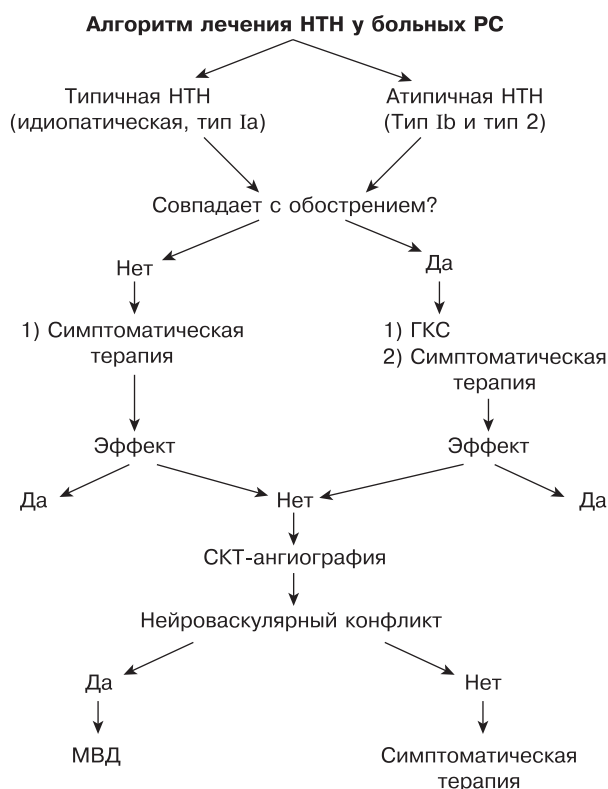 Алгоритм лечения НТН у больных РС
Типичная НТН
(идиопатическая, тип Ia)
Атипичная НТН
(Тип Ib и тип 2)
Совпадает с обострением?
Нет
Да
1) Симптоматическая
терапия
1) ГКС
2) Симптоматическая
терапия
Эффект
Эффект
Да
Нет
Да
СКТ-ангиография
Нейроваскулярный конфликт
Да
Нет
МВД
Симптоматическая
терапия